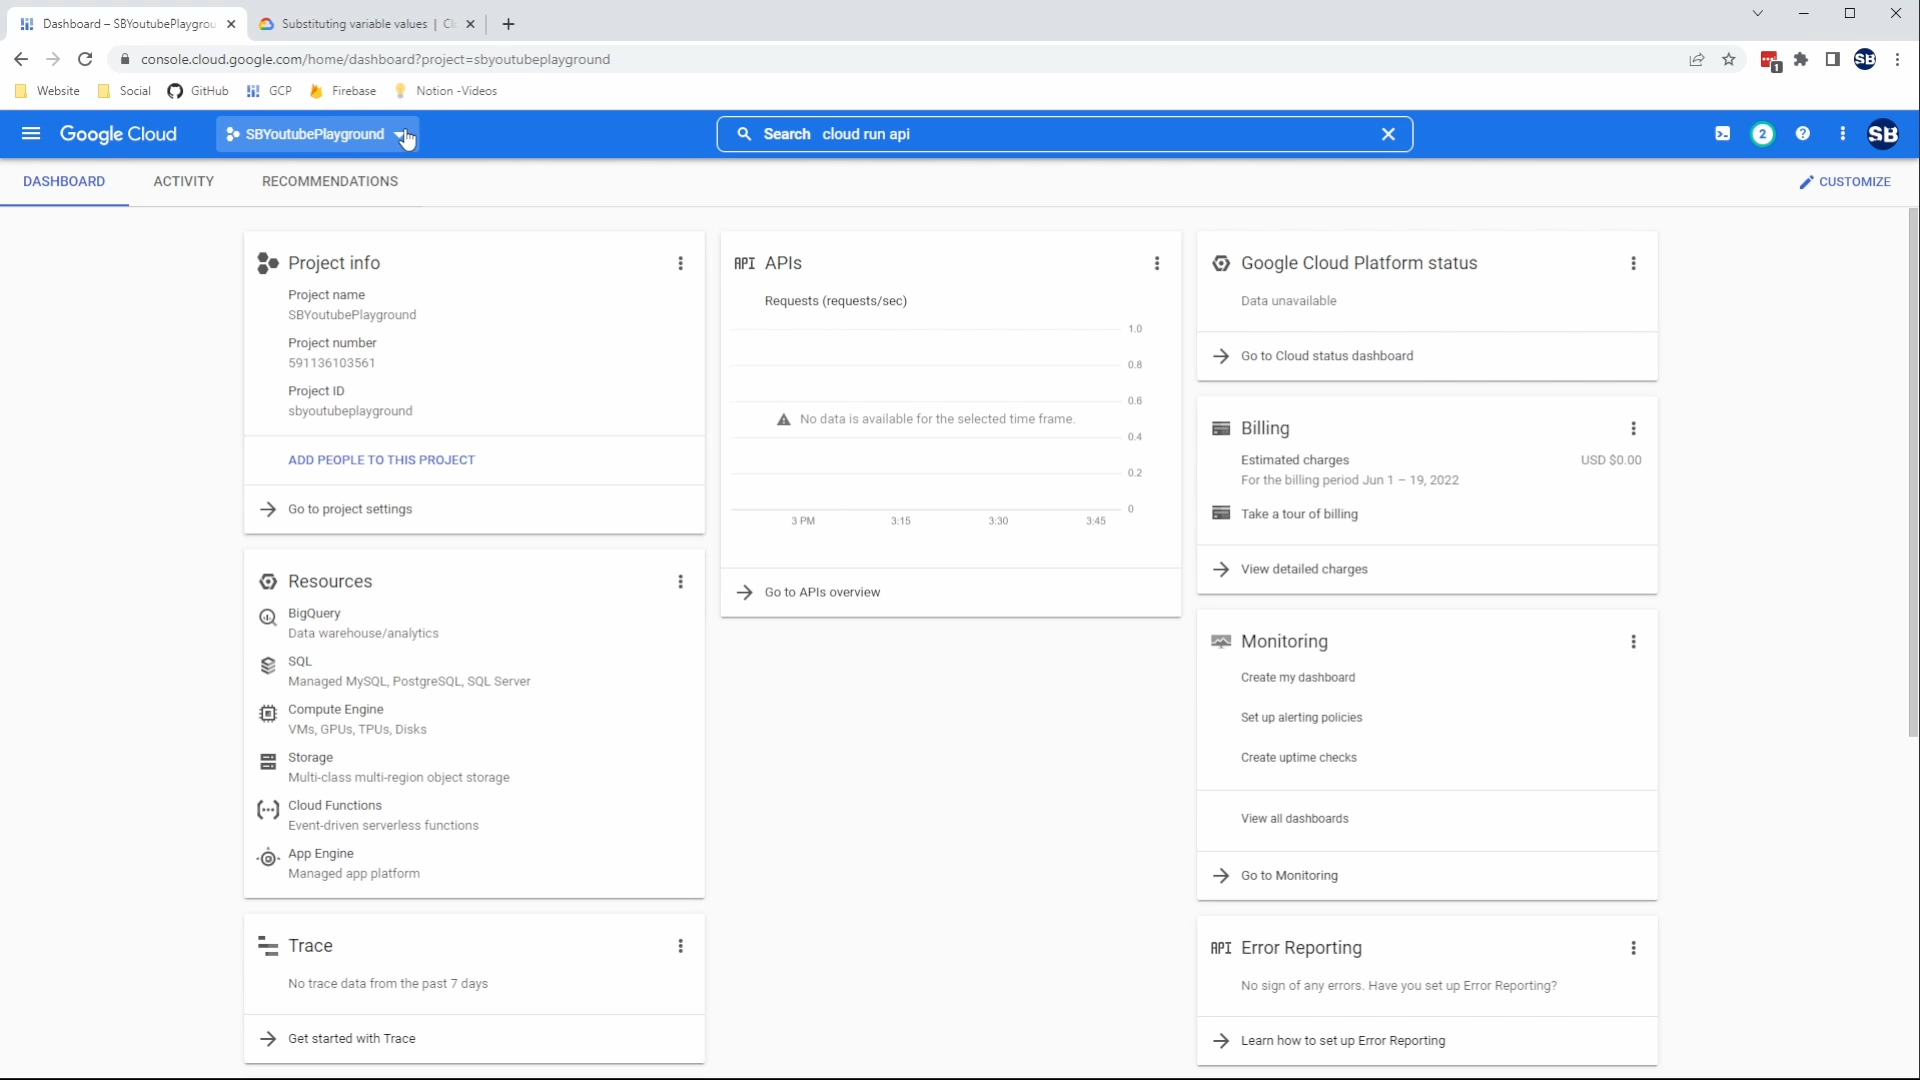 Dashboard – SBYoutubePlaygrou
Substituting variable values | Cl
console.cloud.google.com/home/dashboard?project=sbyoutubeplayground
1
SB
Website
Social
GitHub
GCP
Firebase
Notion -Videos
Google Cloud
SBYoutubePlayground
Search cloud run api
2
SB
DASHBOARD
ACTIVITY
RECOMMENDATIONS
CUSTOMIZE
Project info
Project name
SBYoutubePlayground
Project number
591136103561
Project ID
sbyoutubeplayground
ADD PEOPLE TO THIS PROJECT
Go to project settings
Resources
BigQuery
Data warehouse/analytics
SQL
Managed MySQL, PostgreSQL, SQL Server
Compute Engine
VMs, GPUs, TPUs, Disks
Storage
Multi-class multi-region object storage
Cloud Functions
Event-driven serverless functions
App Engine
Managed app platform
Trace
No trace data from the past 7 days
Get started with Trace
API APIs
Requests (requests/sec)
1.0
0.8
0.6
No data is available for the selected time frame.
0.4
0.2
0
3 PM 3:15 3:30 3:45
Go to APIs overview
Google Cloud Platform status
Data unavailable
Go to Cloud status dashboard
Billing
Estimated charges USD $0.00
For the billing period Jun 1 – 19, 2022
Take a tour of billing
View detailed charges
Monitoring
Create my dashboard
Set up alerting policies
Create uptime checks
View all dashboards
Go to Monitoring
API Error Reporting
No sign of any errors. Have you set up Error Reporting?
Learn how to set up Error Reporting